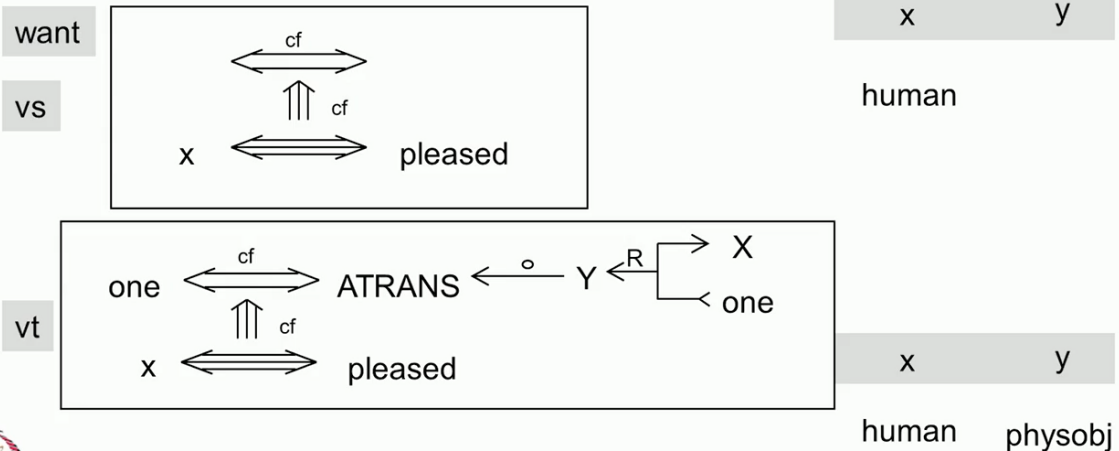 x y
want
cf
human
vs
cf
x pleased
cf
one ATRANS o Y R X
one
vt
cf
x pleased
x y
human physobj